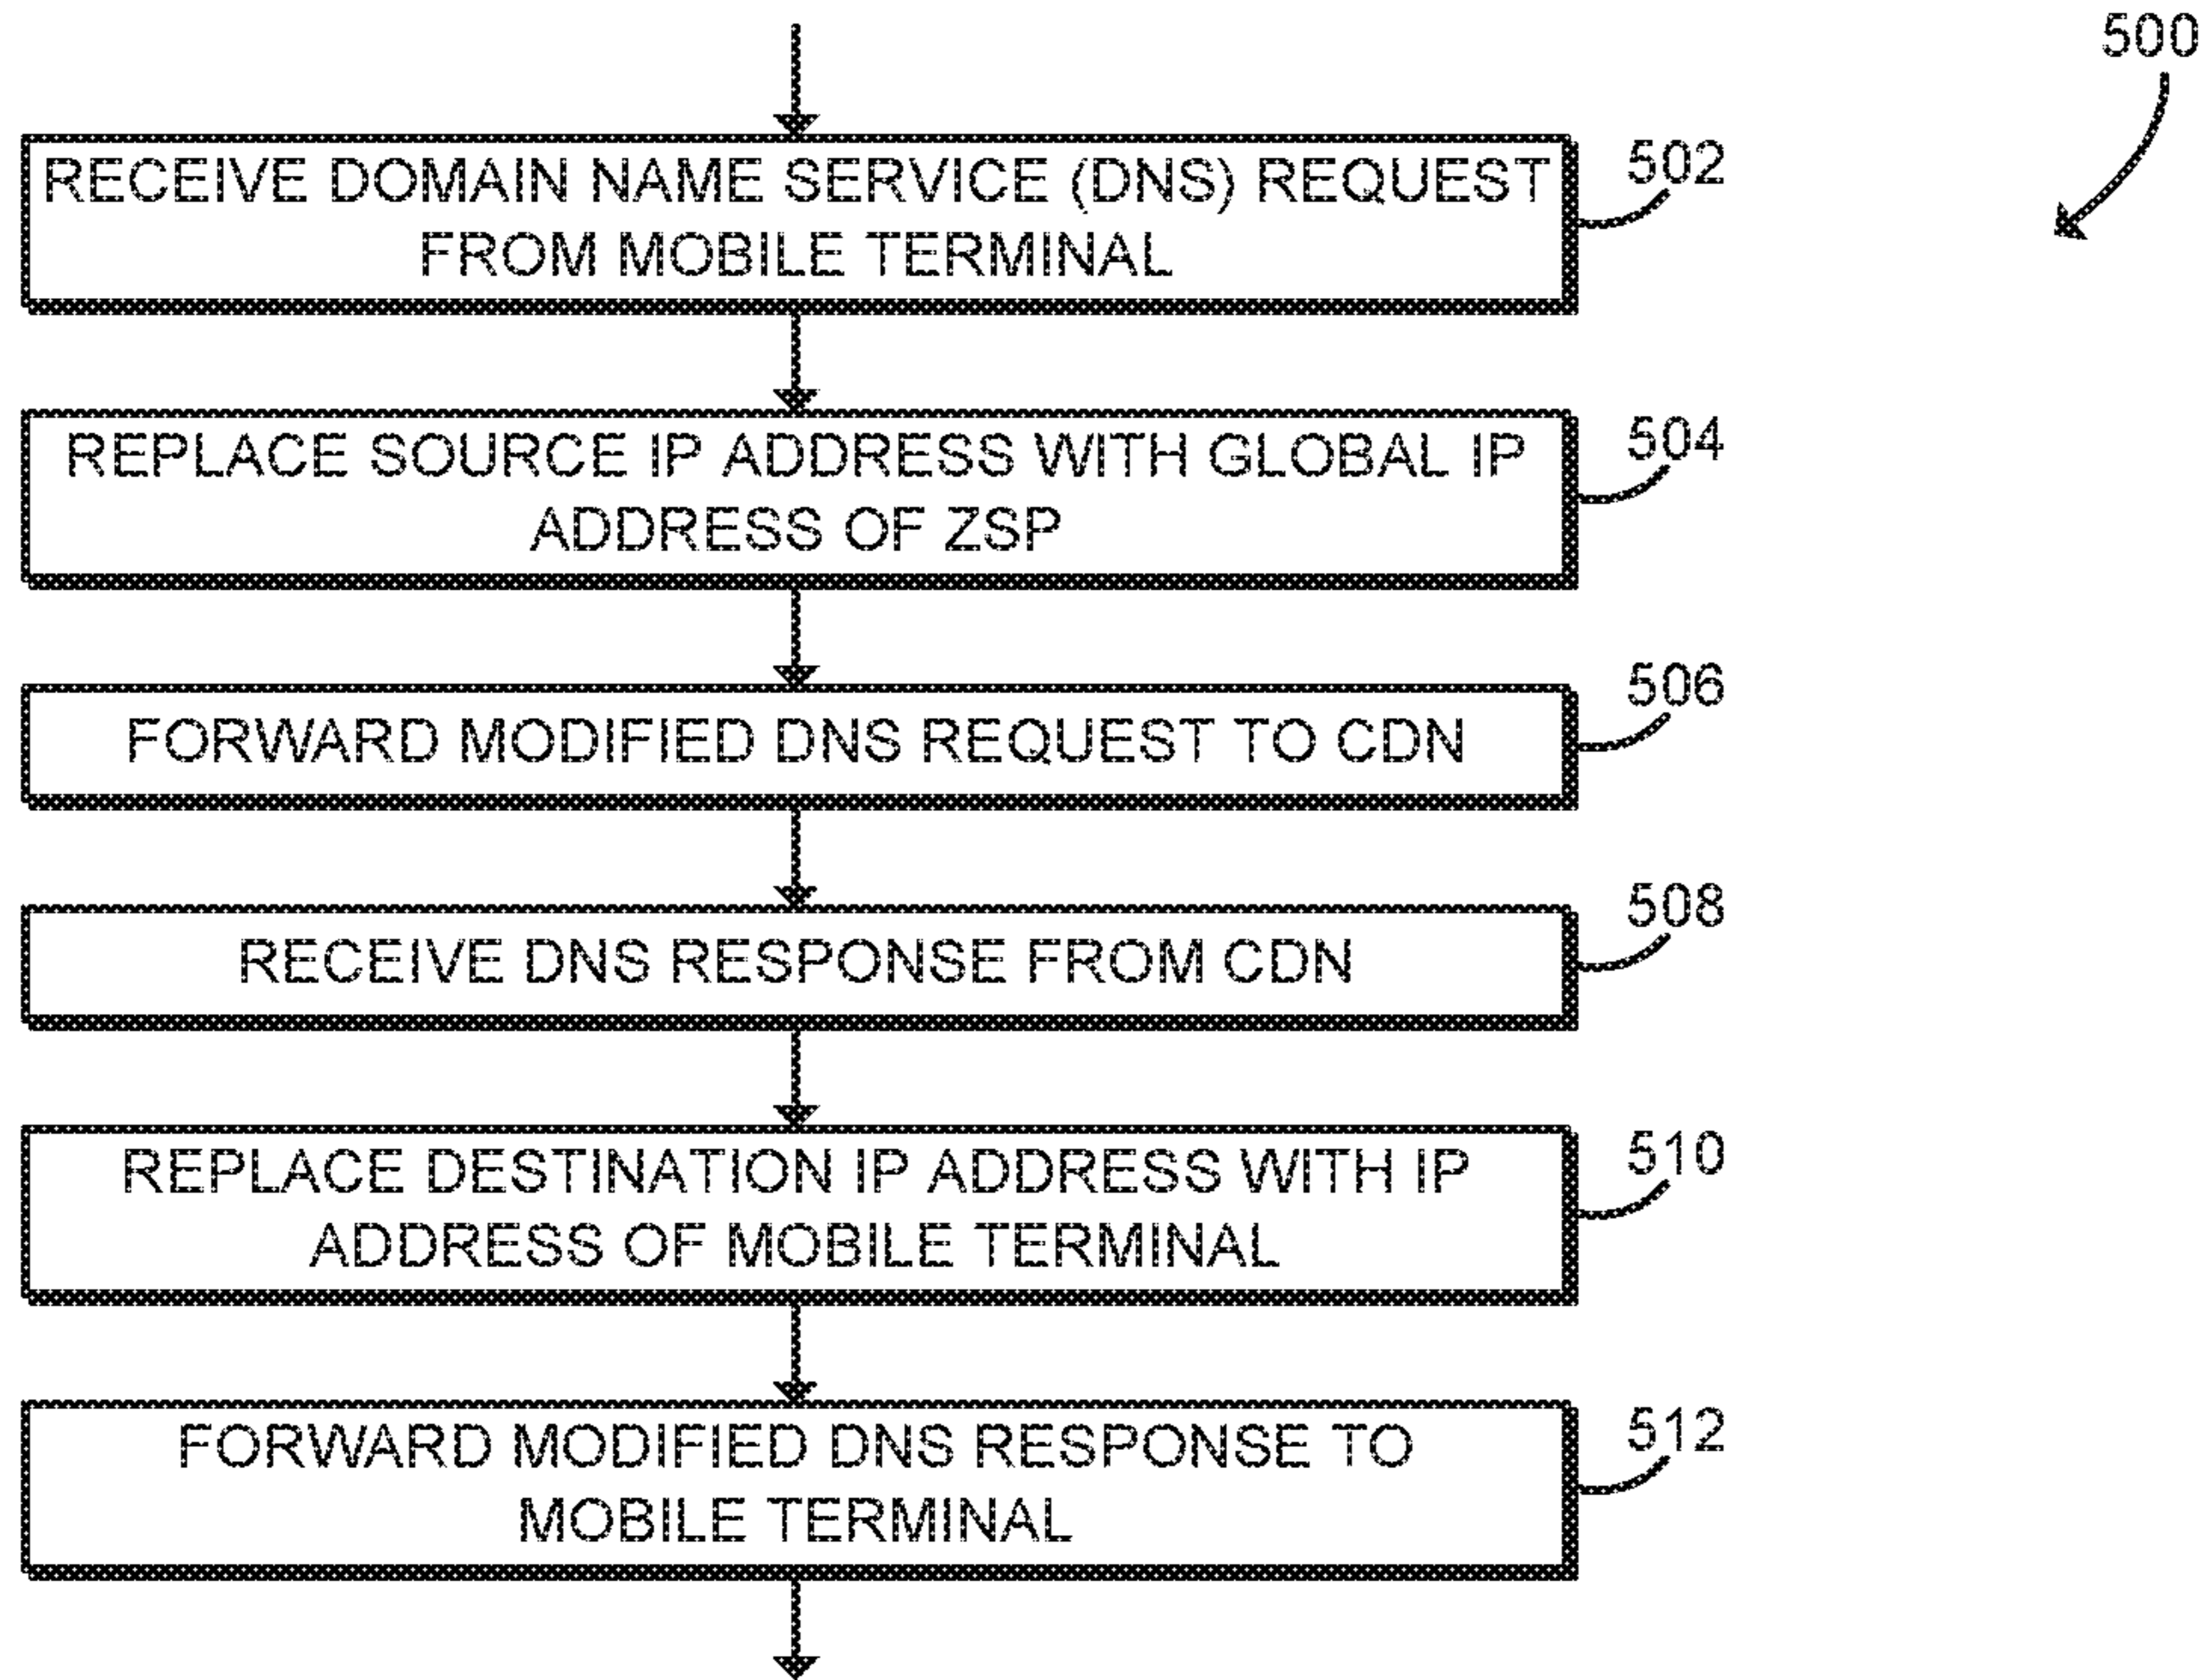 500
RECEIVE DOMAIN NAME SERVICE (DNS) REQUEST
FROM MOBILE TERMINAL
502
REPLACE SOURCE IP ADDRESS WITH GLOBAL IP
ADDRESS OF ZSP
504
FORWARD MODIFIED DNS REQUEST TO CDN
506
RECEIVE DNS RESPONSE FROM CDN
508
REPLACE DESTINATION IP ADDRESS WITH IP
ADDRESS OF MOBILE TERMINAL
510
FORWARD MODIFIED DNS RESPONSE TO
MOBILE TERMINAL
512